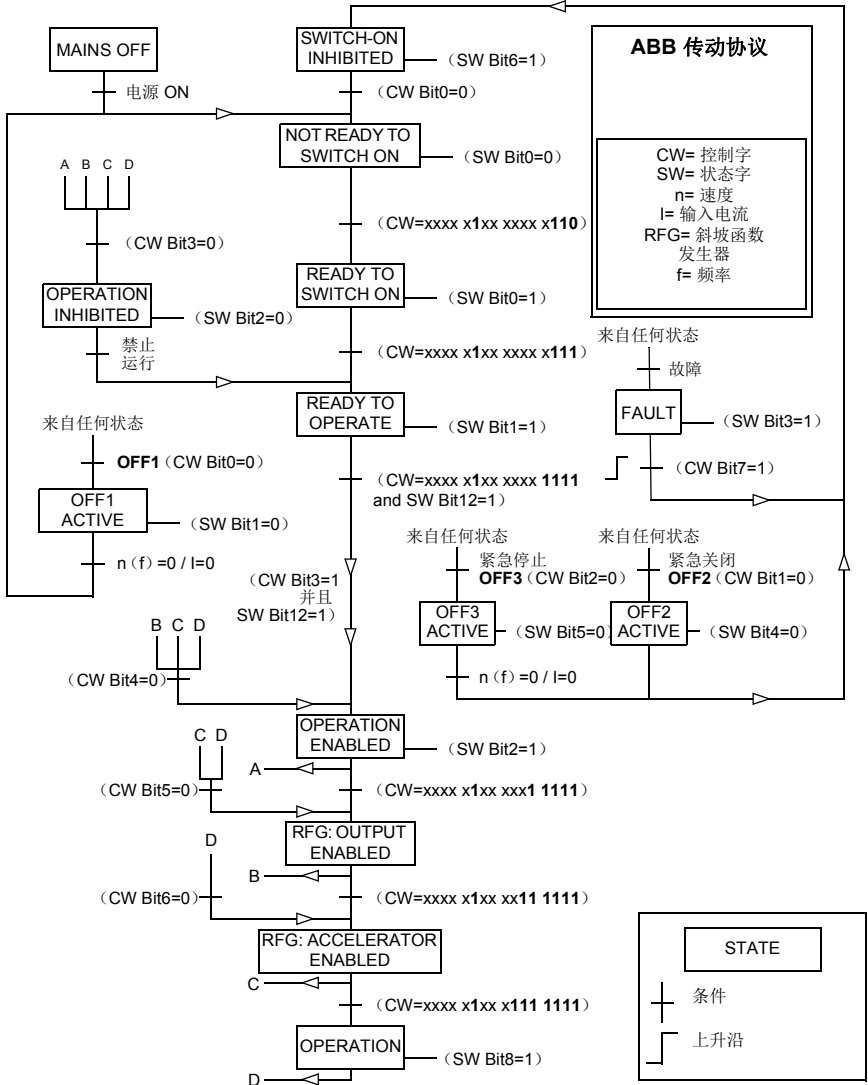 MAINS OFF
电源 ON
SWITCH-ON
INHIBITED
（SW Bit6=1）
（CW Bit0=0）
ABB 传动协议
CW= 控制字
SW= 状态字
n= 速度
I= 输入电流
RFG= 斜坡函数
发生器
f= 频率
NOT READY TO
SWITCH ON
（SW Bit0=0）
A B C D
（CW Bit3=0）
（CW=xxxx x1xx xxxx x110）
OPERATION
INHIBITED
（SW Bit2=0）
禁止
运行
READY TO
SWITCH ON
（SW Bit0=1）
（CW=xxxx x1xx xxxx x111）
来自任何状态
故障
FAULT
（SW Bit3=1）
（CW Bit7=1）
READY TO
OPERATE
（SW Bit1=1）
来自任何状态
OFF1（CW Bit0=0）
OFF1
ACTIVE
（SW Bit1=0）
n（f）=0 / I=0
（CW=xxxx x1xx xxxx 1111
and SW Bit12=1）
（CW Bit3=1
并且
SW Bit12=1）
来自任何状态
紧急停止
OFF3（CW Bit2=0）
OFF3
ACTIVE
（SW Bit5=0）
n（f）=0 / I=0
来自任何状态
紧急关闭
OFF2（CW Bit1=0）
OFF2
ACTIVE
（SW Bit4=0）
B C D
（CW Bit4=0）
OPERATION
ENABLED
（SW Bit2=1）
C D
A
（CW Bit5=0）
（CW=xxxx x1xx xxx1 1111）
RFG: OUTPUT
ENABLED
D
B
（CW Bit6=0）
（CW=xxxx x1xx xx11 1111）
RFG: ACCELERATOR
ENABLED
C
（CW=xxxx x1xx x111 1111）
OPERATION
（SW Bit8=1）
D
STATE
条件
上升沿